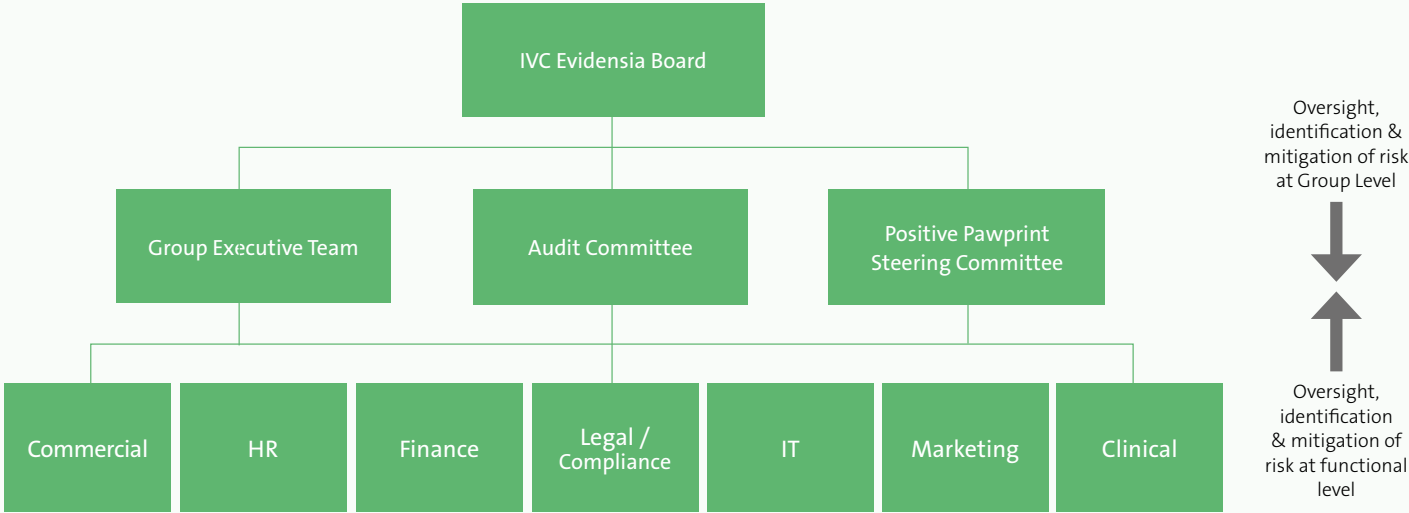 IVC Evidensia Board
Group Executive Team
Audit Committee
Positive Pawprint
Steering Committee
Oversight,
identification &
mitigation of risk
at Group Level
Commercial
HR
Finance
Legal /
Compliance
IT
Marketing
Clinical
Oversight,
identification
& mitigation of
risk at functional
level